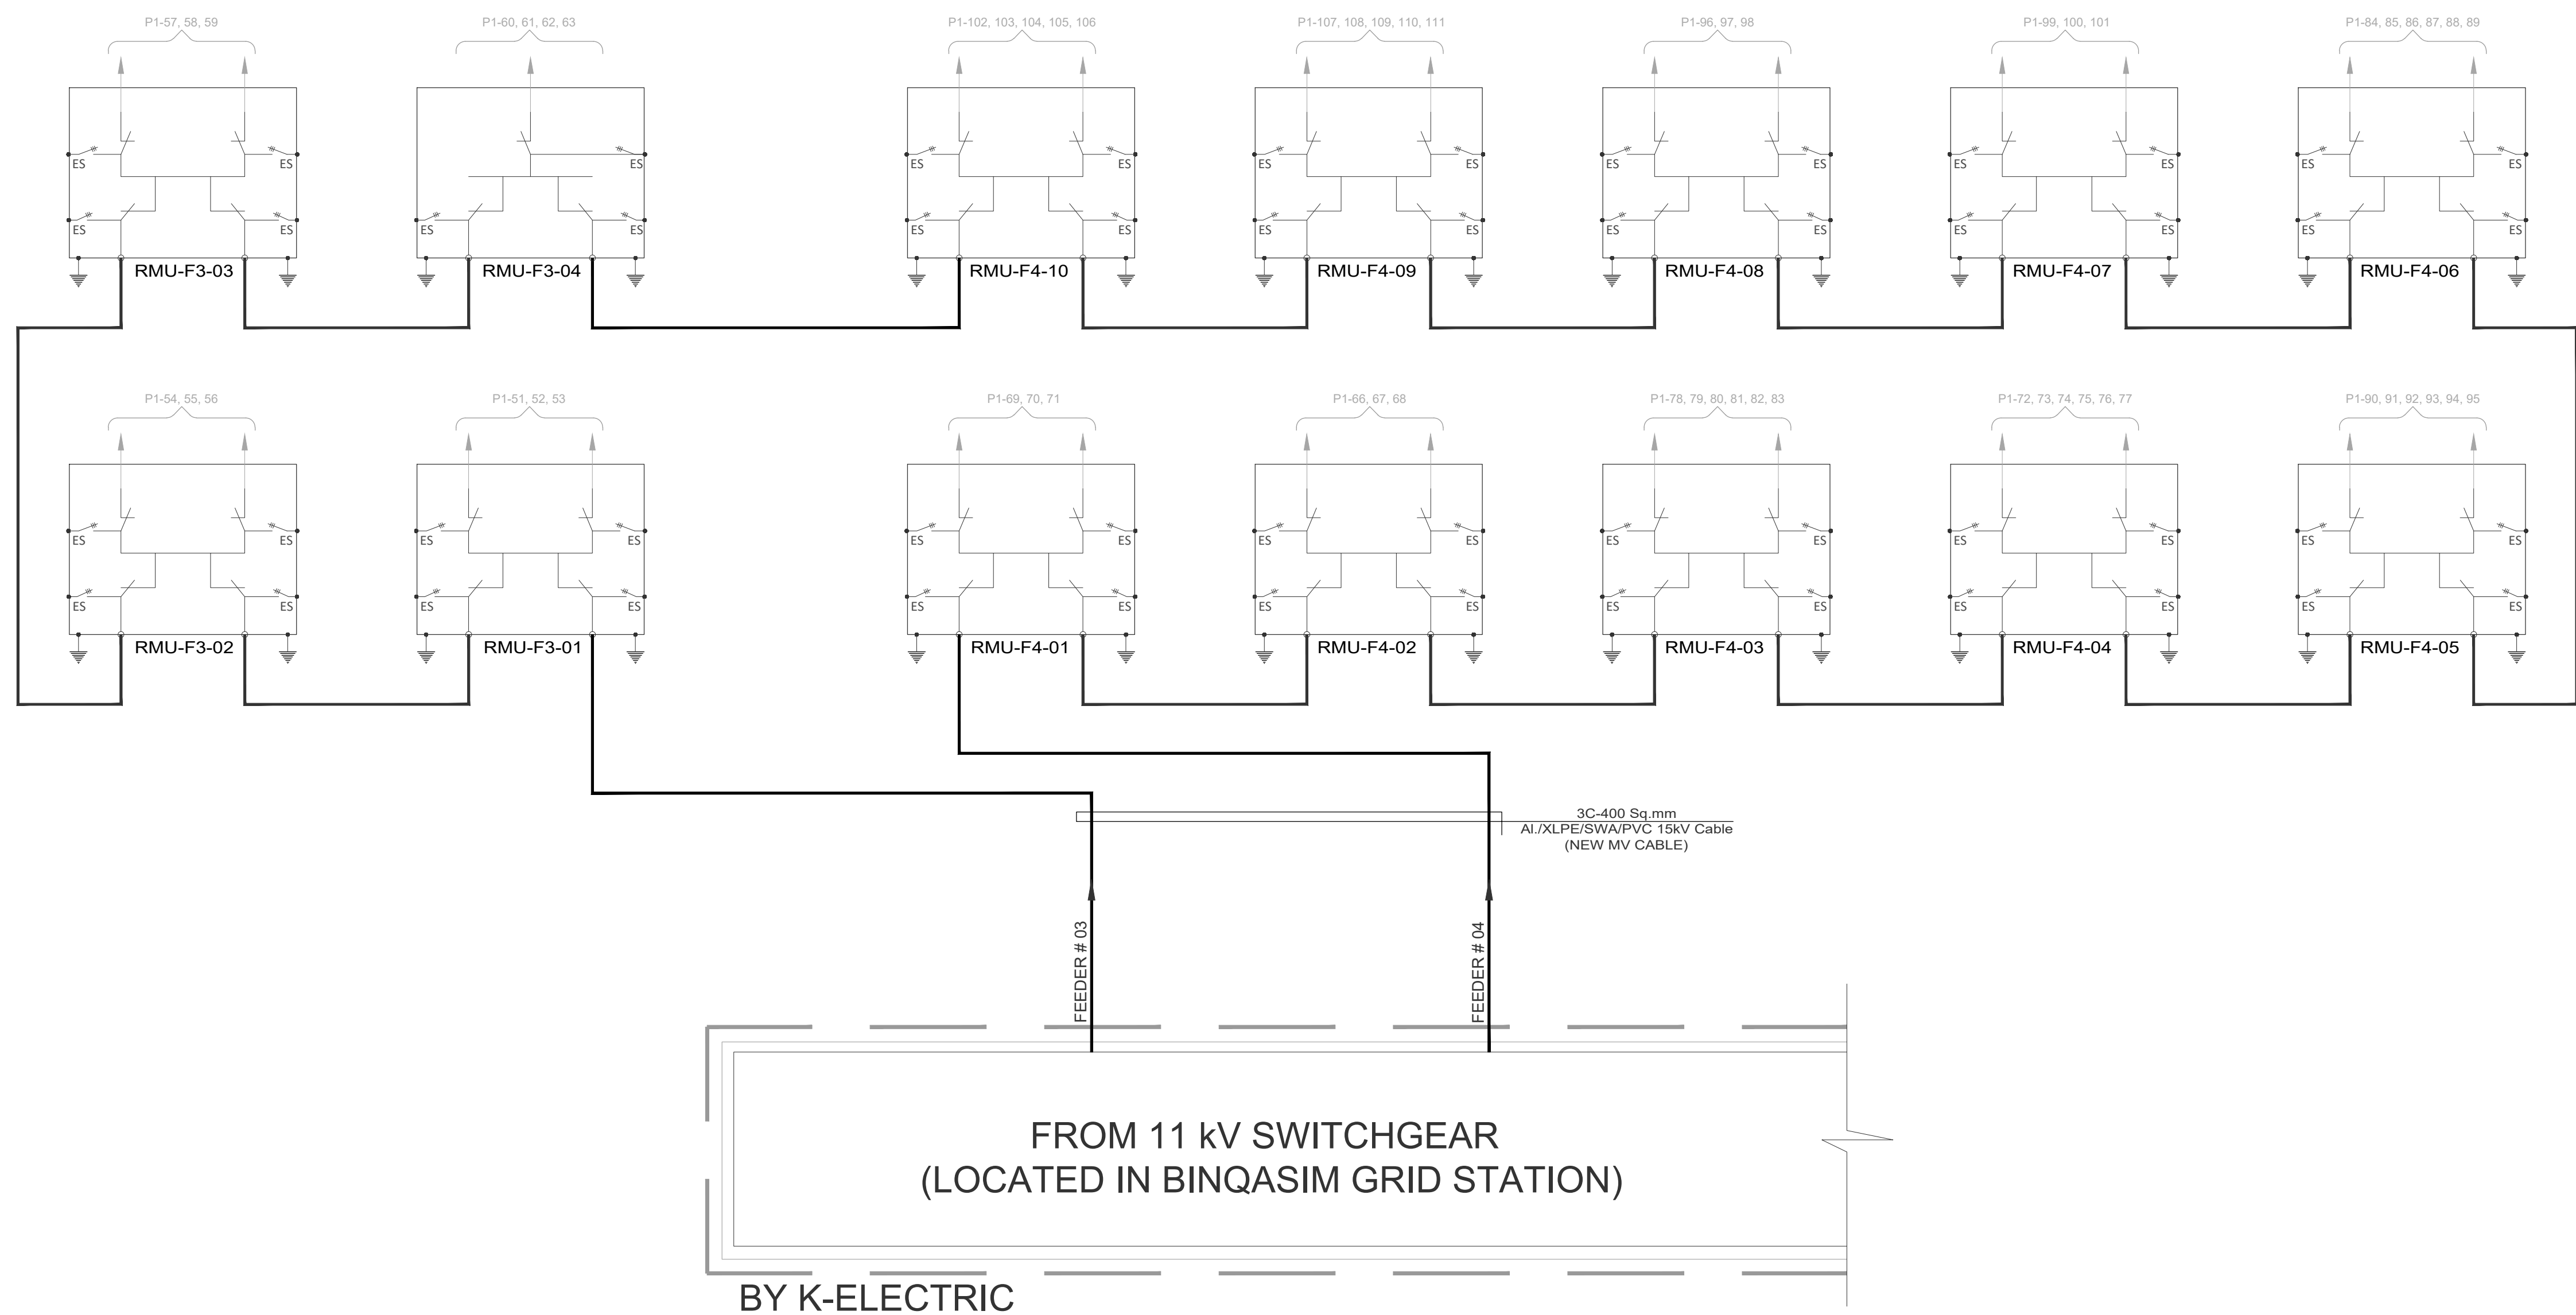 P1-57, 58, 59
P1-60, 61, 62, 63
P1-102, 103, 104, 105, 106
P1-107, 108, 109, 110, 111
P1-96, 97, 98
P1-99, 100, 101
P1-84, 85, 86, 87, 88, 89
ES ES ES ES ES ES ES ES ES ES ES ES ES
ES ES ES ES ES ES ES ES ES ES ES ES ES ES
RMU-F3-03
RMU-F3-04
RMU-F4-10
RMU-F4-09
RMU-F4-08
RMU-F4-07
RMU-F4-06
P1-54, 55, 56
P1-51, 52, 53
P1-69, 70, 71
P1-66, 67, 68
P1-78, 79, 80, 81, 82, 83
P1-72, 73, 74, 75, 76, 77
P1-90, 91, 92, 93, 94, 95
ES ES ES ES ES ES ES ES ES ES ES ES ES ES
ES ES ES ES ES ES ES ES ES ES ES ES ES ES
RMU-F3-02
RMU-F3-01
RMU-F4-01
RMU-F4-02
RMU-F4-03
RMU-F4-04
RMU-F4-05
3C-400 Sq.mm
Al./XLPE/SWA/PVC 15kV Cable
(NEW MV CABLE)
FEEDER # 03
FEEDER # 04
FROM 11 kV SWITCHGEAR
(LOCATED IN BINQASIM GRID STATION)
BY K-ELECTRIC